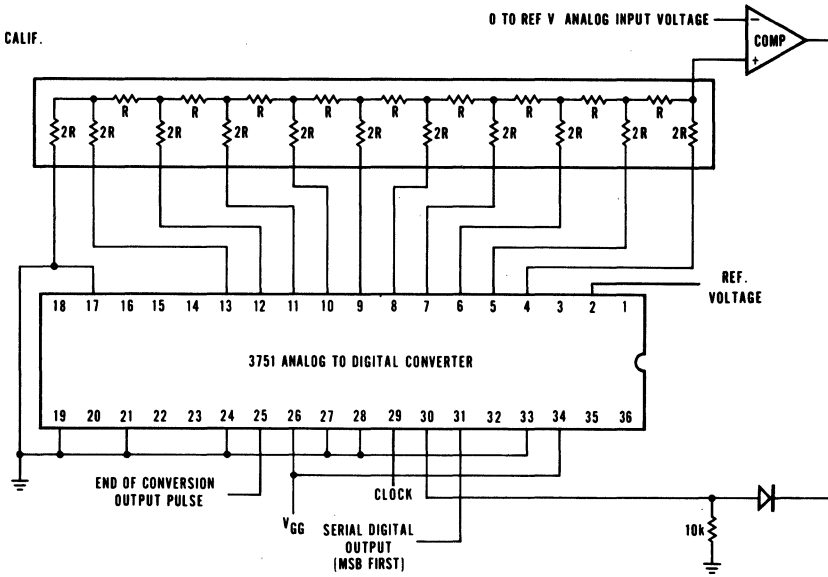 0 TO REF V ANALOG INPUT VOLTAGE
−
COMP
+
CALIF.
R R R R R R R R R
2R 2R 2R 2R 2R 2R 2R 2R 2R 2R 2R
REF.
VOLTAGE
18 17 16 15 14 13 12 11 10 9 8 7 6 5 4 3 2 1
3751 ANALOG TO DIGITAL CONVERTER
19 20 21 22 23 24 25 26 27 28 29 30 31 32 33 34 35 36
END OF CONVERSION
OUTPUT PULSE
CLOCK
VGG
SERIAL DIGITAL
OUTPUT
(MSB FIRST)
10k